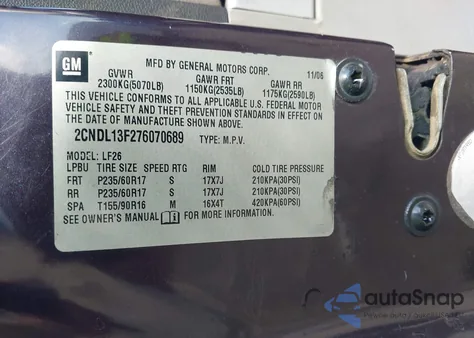 GM
MFD BY GENERAL MOTORS CORP. 11/06
GVWR GAWR FRT GAWR RR
2300KG(5070LB) 1150KG(2535LB) 1175KG(2590LB)
THIS VEHICLE CONFORMS TO ALL APPLICABLE U.S. FEDERAL MOTOR
VEHICLE SAFETY AND THEFT PREVENTION STANDARDS IN EFFECT ON
THE DATE OF MANUFACTURE SHOWN ABOVE.
2CNDL13F276070689 TYPE: M.P.V.
MODEL: LF26
LPBU TIRE SIZE SPEED RTG RIM COLD TIRE PRESSURE
FRT P235/60R17 S 17X7J 210KPA(30PSI)
RR P235/60R17 S 17X7J 210KPA(30PSI)
SPA T155/90R16 M 16X4T 420KPA(60PSI)
SEE OWNER'S MANUAL FOR MORE INFORMATION
autoSnap